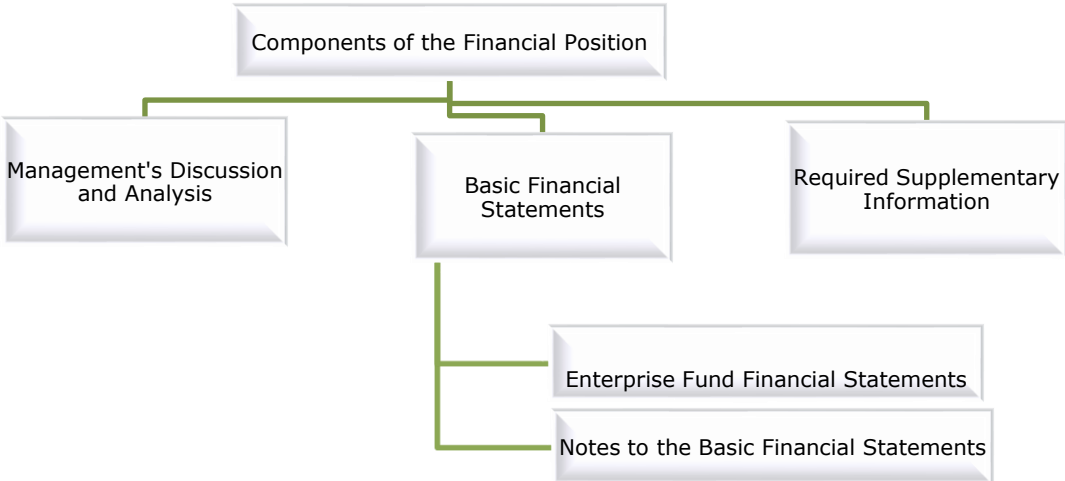 Components of the Financial Position
Management's Discussion
and Analysis
Basic Financial
Statements
Required Supplementary
Information
Enterprise Fund Financial Statements
Notes to the Basic Financial Statements